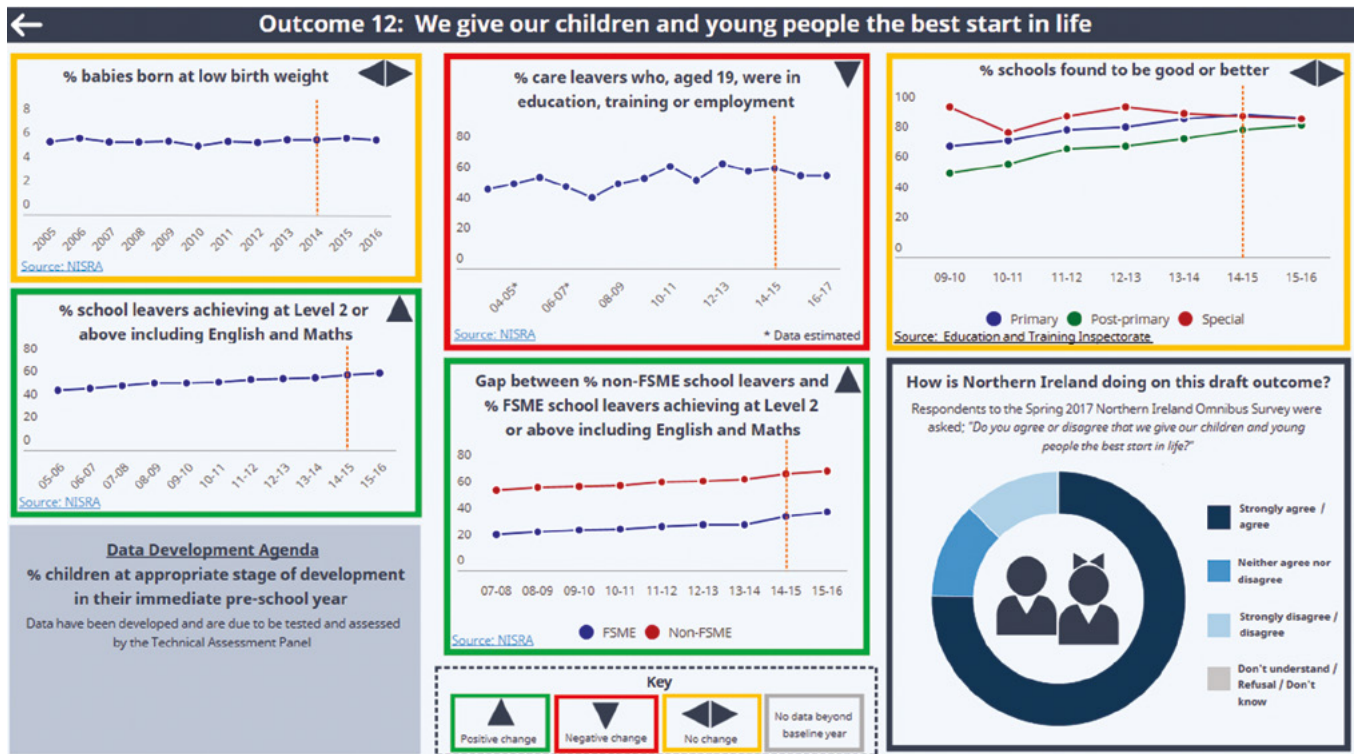 Outcome 12: We give our children and young people the best start in life
% babies born at low birth weight
8
6
4
2
0
2005
2006
2007
2008
2009
2010
2011
2012
2013
2014
2015
2016
Source: NISRA
% school leavers achieving at Level 2 or
above including English and Maths
80
60
40
20
0
05-06
06-07
07-08
08-09
09-10
10-11
11-12
12-13
13-14
14-15
15-16
Source: NISRA
Data Development Agenda
% children at appropriate stage of development
in their immediate pre-school year
Data have been developed and are due to be tested and assessed
by the Technical Assessment Panel
% care leavers who, aged 19, were in
education, training or employment
80
60
40
20
0
04-05*
06-07*
08-09
10-11
12-13
14-15
16-17
Source: NISRA
* Data estimated
Gap between % non-FSME school leavers and
% FSME school leavers achieving at Level 2
or above including English and Maths
80
60
40
20
0
07-08
08-09
09-10
10-11
11-12
12-13
13-14
14-15
15-16
FSME
Non-FSME
Source: NISRA
Key
Positive change
Negative change
No change
No data beyond
baseline year
% schools found to be good or better
100
80
60
40
20
0
09-10
10-11
11-12
12-13
13-14
14-15
15-16
Primary
Post-primary
Special
Source: Education and Training Inspectorate
How is Northern Ireland doing on this draft outcome?
Respondents to the Spring 2017 Northern Ireland Omnibus Survey were
asked; "Do you agree or disagree that we give our children and young
people the best start in life?"
Strongly agree /
agree
Neither agree nor
disagree
Strongly disagree /
disagree
Don't understand /
Refusal / Don't
know